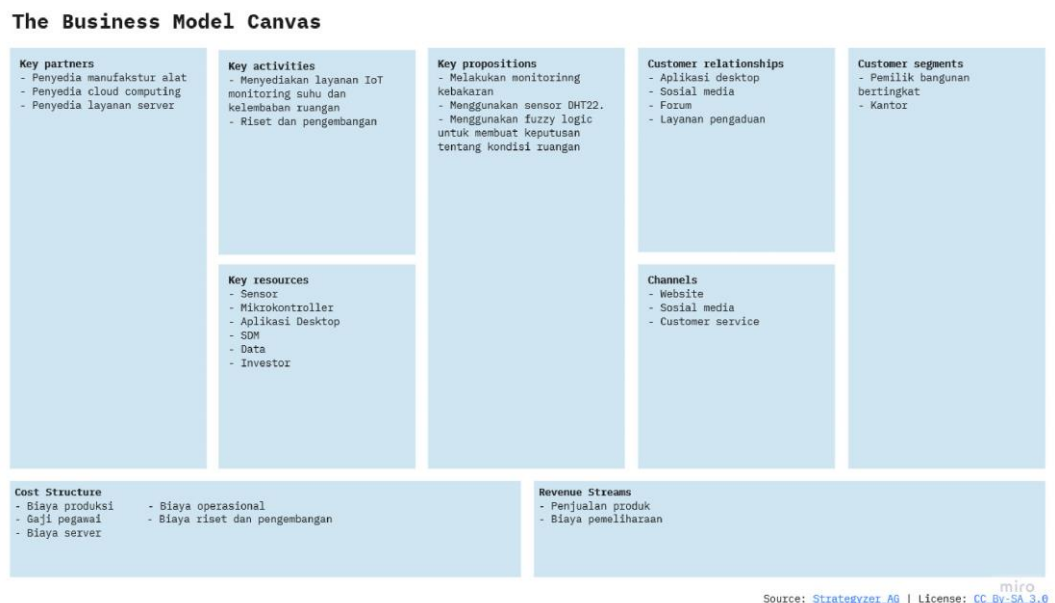 The Business Model Canvas
Key partners
- Penyedia manufakstur alat
- Penyedia cloud computing
- Penyedia layanan server
Key activities
- Menyediakan layanan IoT
monitoring suhu dan
kelembaban ruangan
- Riset dan pengembangan
Key resources
- Sensor
- Mikrokontroller
- Aplikasi Desktop
- SDM
- Data
- Investor
Key propositions
- Melakukan monitorinng
kebakaran
- Menggunakan sensor DHT22.
- Menggunakan fuzzy logic
untuk membuat keputusan
tentang kondisi ruangan
Customer relationships
- Aplikasi desktop
- Sosial media
- Forum
- Layanan pengaduan
Channels
- Website
- Sosial media
- Customer service
Customer segments
- Pemilik bangunan
bertingkat
- Kantor
Cost Structure
- Biaya produksi
- Gaji pegawai
- Biaya server
- Biaya operasional
- Biaya riset dan pengembangan
Revenue Streams
- Penjualan produk
- Biaya pemeliharaan
miro
Source: Strategyzer AG | License: CC By-SA 3.0